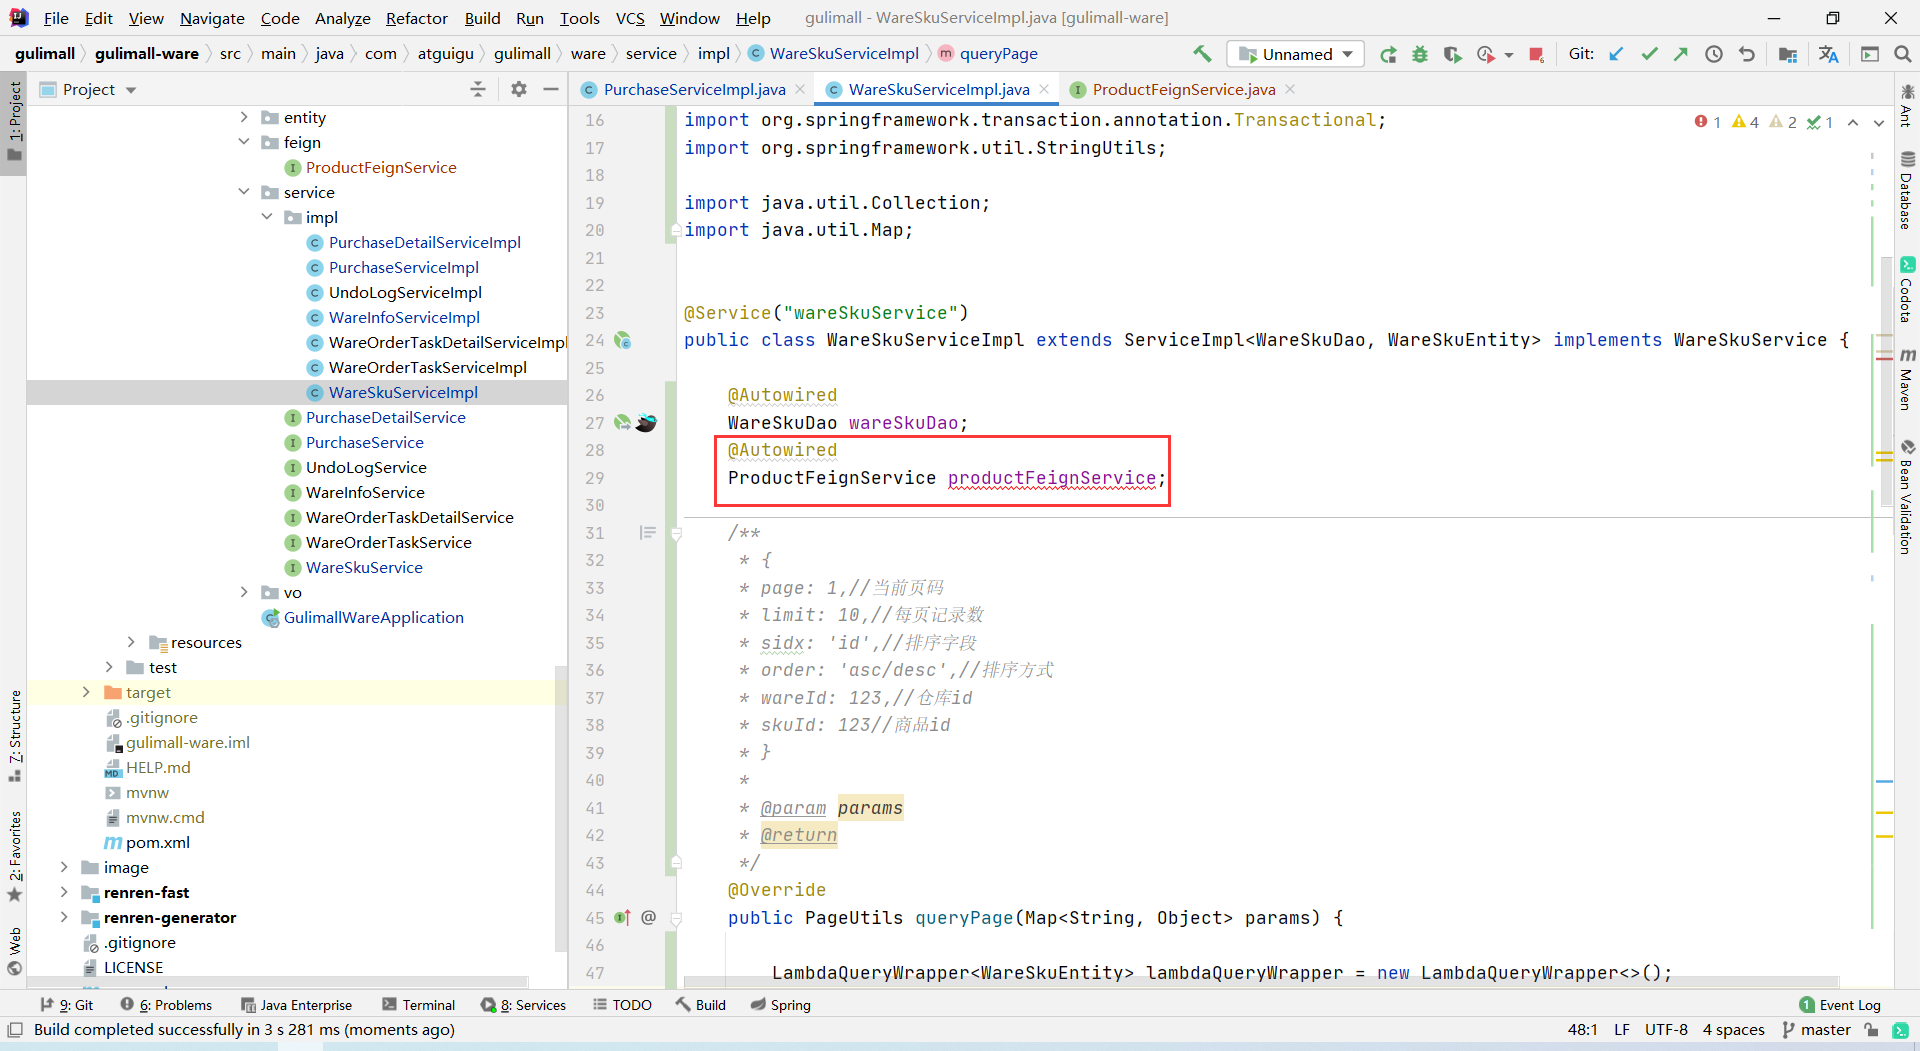 File Edit View Navigate Code Analyze Refactor Build Run Tools VCS Window Help gulimall - WareSkuServiceImpl.java [gulimall-ware]
gulimall gulimall-ware src main java com atguigu gulimall ware service impl WareSkuServiceImpl queryPage Unnamed Git:
Project
PurchaseServiceImpl.java WareSkuServiceImpl.java ProductFeignService.java
1: Project
7: Structure
2: Favorites
Web
entity
feign
ProductFeignService
service
impl
PurchaseDetailServiceImpl
PurchaseServiceImpl
UndoLogServiceImpl
WareInfoServiceImpl
WareOrderTaskDetailServiceImpl
WareOrderTaskServiceImpl
WareSkuServiceImpl
PurchaseDetailService
PurchaseService
UndoLogService
WareInfoService
WareOrderTaskDetailService
WareOrderTaskService
WareSkuService
vo
GulimallWareApplication
resources
test
target
.gitignore
gulimall-ware.iml
HELP.md
mvnw
mvnw.cmd
pom.xml
image
renren-fast
renren-generator
.gitignore
LICENSE
1 4 2 1
16 import org.springframework.transaction.annotation.Transactional;
17 import org.springframework.util.StringUtils;
18
19 import java.util.Collection;
20 import java.util.Map;
21
22
23 @Service("wareSkuService")
24 public class WareSkuServiceImpl extends ServiceImpl<WareSkuDao, WareSkuEntity> implements WareSkuService {
25
26 @Autowired
27 WareSkuDao wareSkuDao;
28 @Autowired
29 ProductFeignService productFeignService;
30
31 /**
32 * {
33 * page: 1,//当前页码
34 * limit: 10,//每页记录数
35 * sidx: 'id',//排序字段
36 * order: 'asc/desc',//排序方式
37 * wareId: 123,//仓库id
38 * skuId: 123//商品id
39 * }
40 *
41 * @param params
42 * @return
43 */
44 @Override
45 public PageUtils queryPage(Map<String, Object> params) {
46
47 LambdaQueryWrapper<WareSkuEntity> lambdaQueryWrapper = new LambdaQueryWrapper<>();
Ant
Database
Codota
Maven
Bean Validation
9: Git 6: Problems Java Enterprise Terminal 8: Services TODO Build Spring 1 Event Log
Build completed successfully in 3 s 281 ms (moments ago) 48:1 LF UTF-8 4 spaces master